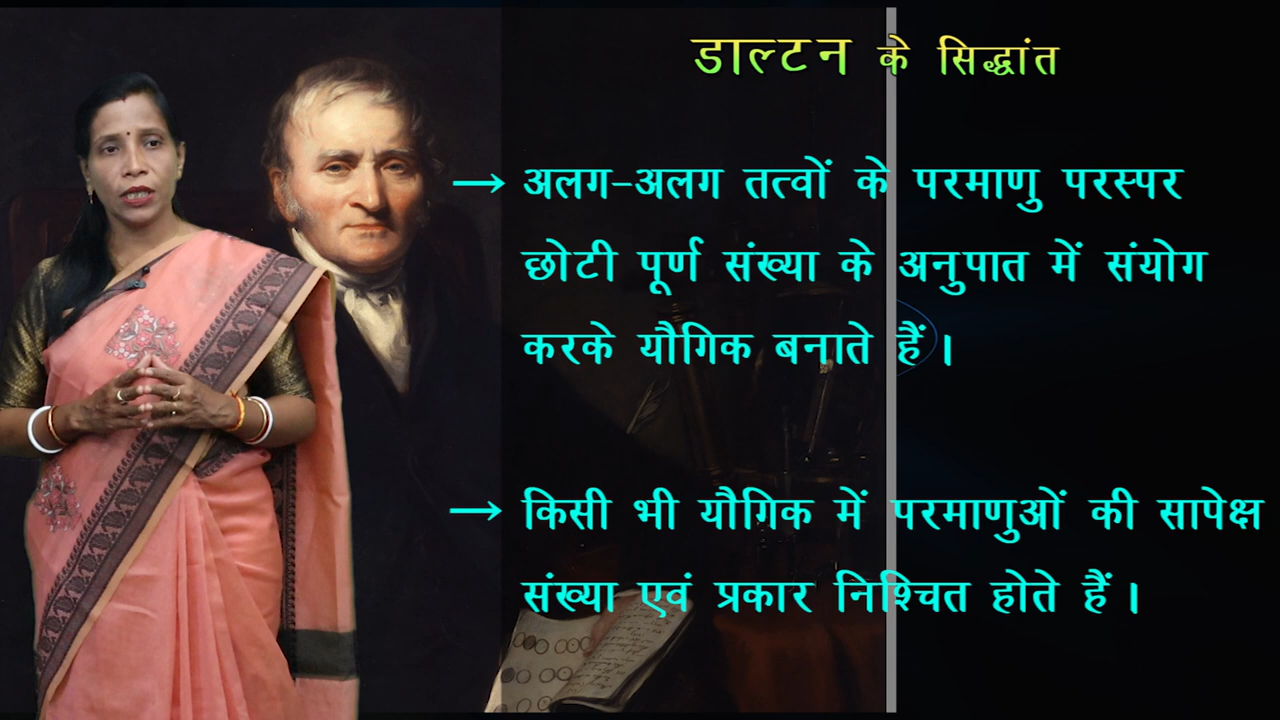 डाल्टन के सिद्धांत
→ अलग-अलग तत्वों के परमाणु परस्पर
छोटी पूर्ण संख्या के अनुपात में संयोग
करके यौगिक बनाते हैं।
→ किसी भी यौगिक में परमाणुओं की सापेक्ष
संख्या एवं प्रकार निश्चित होते हैं।